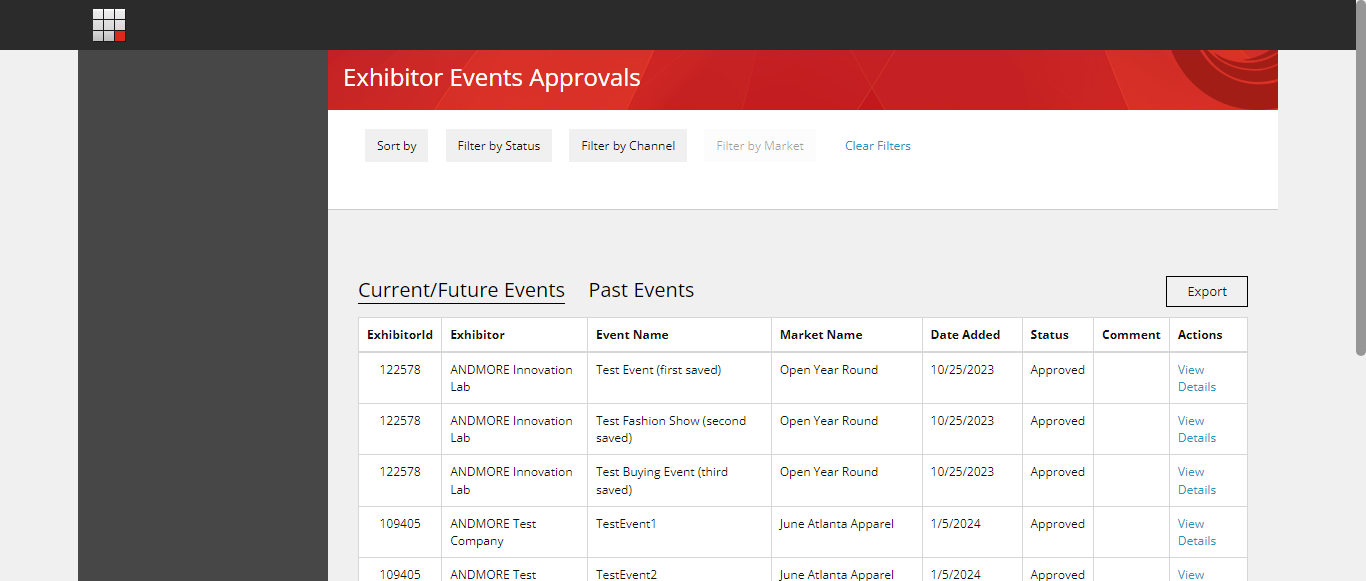 Exhibitor Events Approvals
Sort by Filter by Status Filter by Channel Filter by Market Clear Filters
Current/Future Events Past Events Export
ExhibitorId Exhibitor Event Name Market Name Date Added Status Comment Actions
122578 ANDMORE Innovation Test Event (first saved) Open Year Round 10/25/2023 Approved View
Lab Details
122578 ANDMORE Innovation Test Fashion Show (second Open Year Round 10/25/2023 Approved View
Lab saved) Details
122578 ANDMORE Innovation Test Buying Event (third Open Year Round 10/25/2023 Approved View
Lab saved) Details
109405 ANDMORE Test TestEvent1 June Atlanta Apparel 1/5/2024 Approved View
Company Details
109405 ANDMORE Test TestEvent2 June Atlanta Apparel 1/5/2024 Approved View